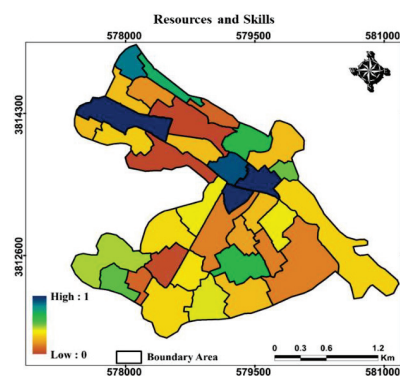 Resources and Skills
578000 579500 581000
3814300
3812600
High : 1
Low : 0
Boundary Area
0 0.3 0.6 1.2
Km
578000 579500 581000